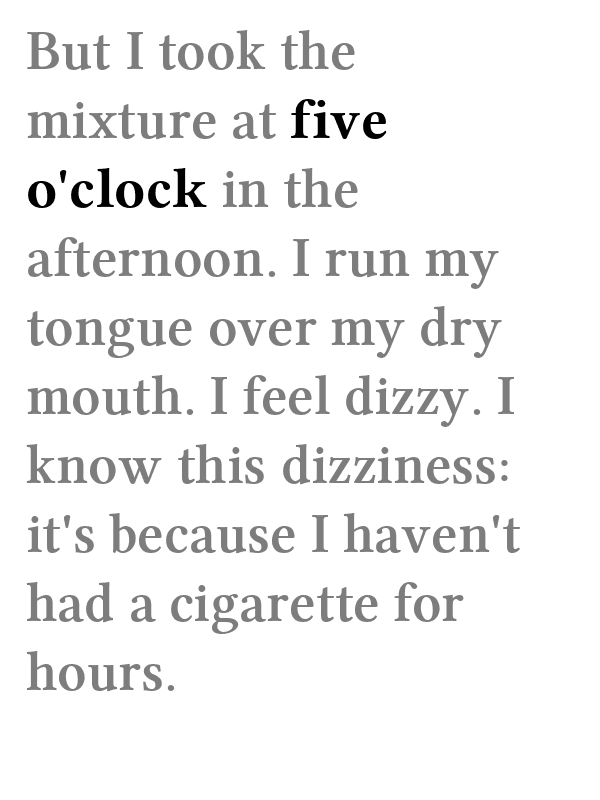 But I took the
mixture at five
o'clock in the
afternoon. I run my
tongue over my dry
mouth. I feel dizzy. I
know this dizziness:
it's because I haven't
had a cigarette for
hours.